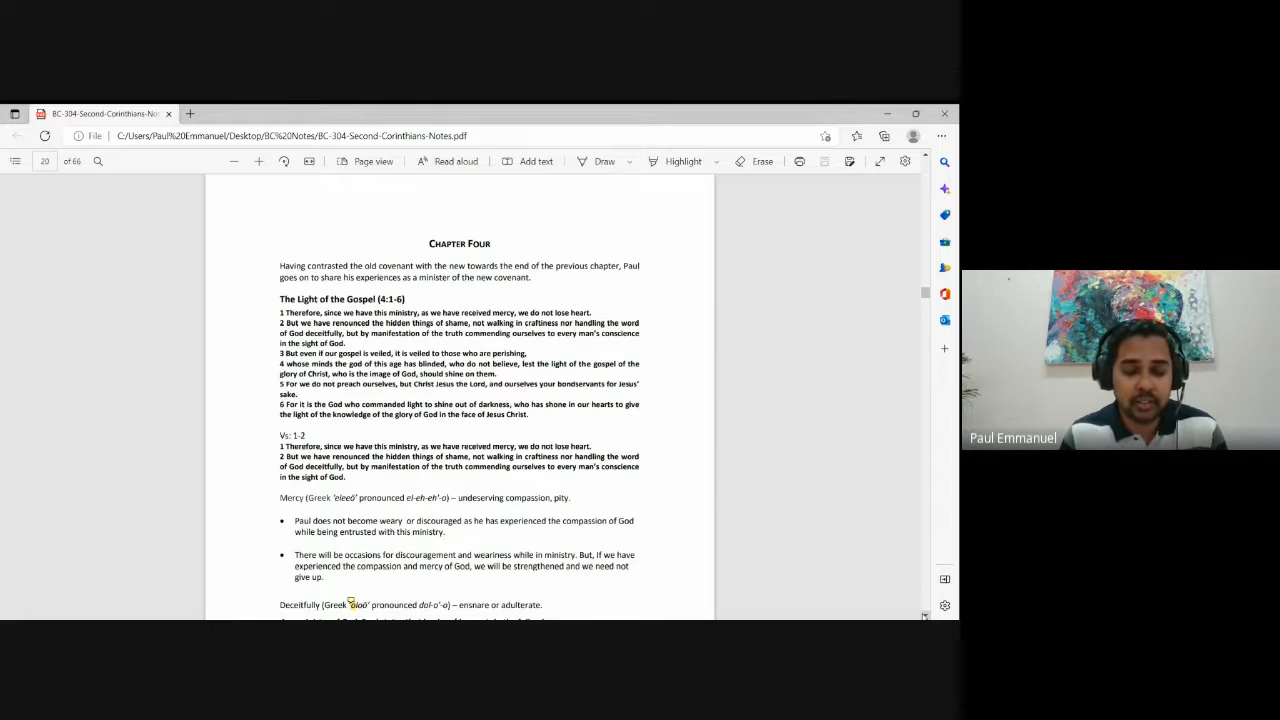 BC-304-Second-Corinthians-No
File C:/Users/Paul%20Emmanuel/Desktop/BC%20Notes/BC-304-Second-Corinthians-Notes.pdf
20 of 66 Page view Read aloud Add text Draw Highlight Erase
CHAPTER FOUR
Having contrasted the old covenant with the new towards the end of the previous chapter, Paul
goes on to share his experiences as a minister of the new covenant.
The Light of the Gospel (4:1-6)
1 Therefore, since we have this ministry, as we have received mercy, we do not lose heart.
2 But we have renounced the hidden things of shame, not walking in craftiness nor handling the word
of God deceitfully, but by manifestation of the truth commending ourselves to every man's conscience
in the sight of God.
3 But even if our gospel is veiled, it is veiled to those who are perishing,
4 whose minds the god of this age has blinded, who do not believe, lest the light of the gospel of the
glory of Christ, who is the image of God, should shine on them.
5 For we do not preach ourselves, but Christ Jesus the Lord, and ourselves your bondservants for Jesus'
sake.
6 For it is the God who commanded light to shine out of darkness, who has shone in our hearts to give
the light of the knowledge of the glory of God in the face of Jesus Christ.
Vs: 1-2
1 Therefore, since we have this ministry, as we have received mercy, we do not lose heart.
2 But we have renounced the hidden things of shame, not walking in craftiness nor handling the word
of God deceitfully, but by manifestation of the truth commending ourselves to every man's conscience
in the sight of God.
Mercy (Greek 'eleeō' pronounced el-eh-eh'-o) – undeserving compassion, pity.
• Paul does not become weary or discouraged as he has experienced the compassion of God
while being entrusted with this ministry.
• There will be occasions for discouragement and weariness while in ministry. But, If we have
experienced the compassion and mercy of God, we will be strengthened and we need not
give up.
Deceitfully (Greek pronounced dol-o'-o) – ensnare or adulterate.
Paul Emmanuel